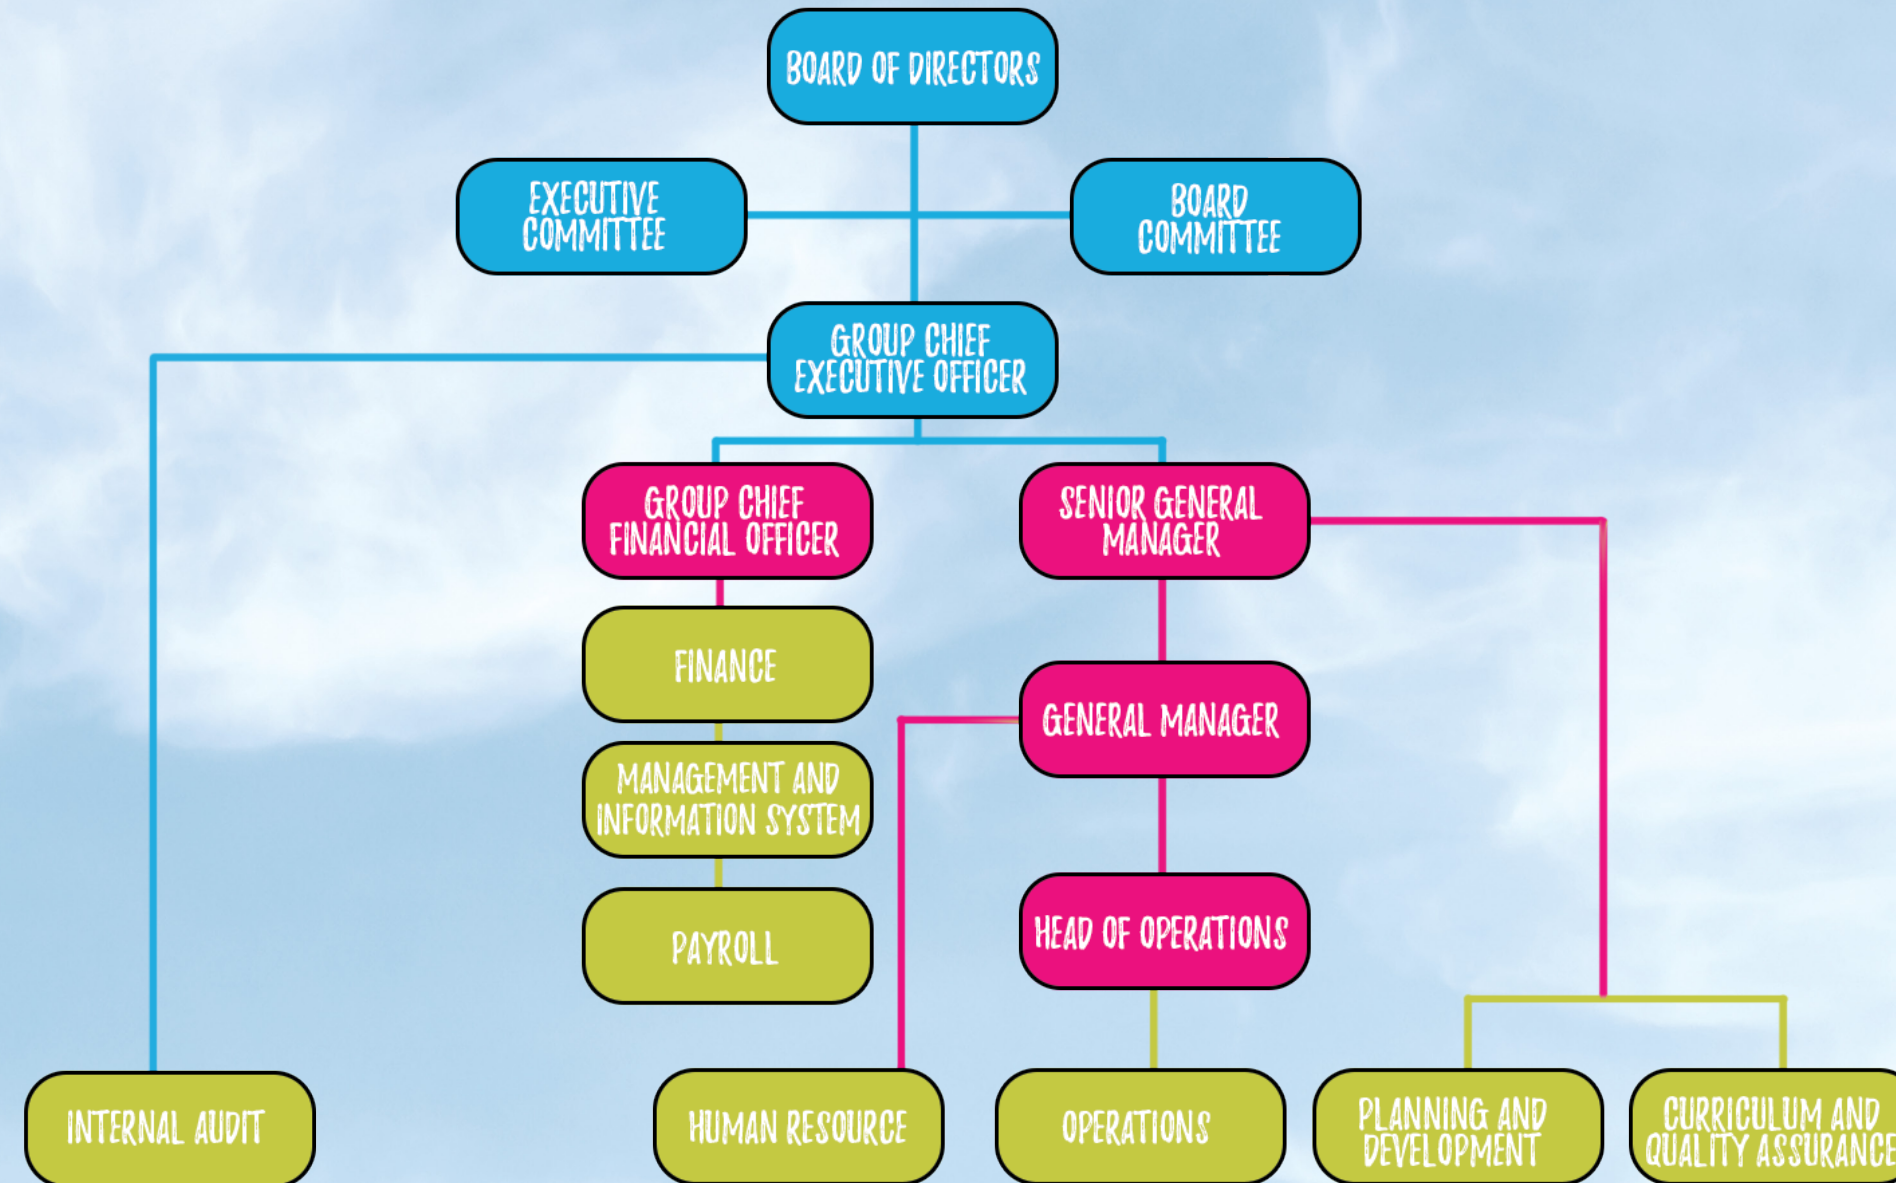 BOARD OF DIRECTORS
EXECUTIVE
COMMITTEE
BOARD
COMMITTEE
GROUP CHIEF
EXECUTIVE OFFICER
GROUP CHIEF
FINANCIAL OFFICER
SENIOR GENERAL
MANAGER
FINANCE
GENERAL MANAGER
MANAGEMENT AND
INFORMATION SYSTEM
HEAD OF OPERATIONS
PAYROLL
INTERNAL AUDIT
HUMAN RESOURCE
OPERATIONS
PLANNING AND
DEVELOPMENT
CURRICULUM AND
QUALITY ASSURANCE